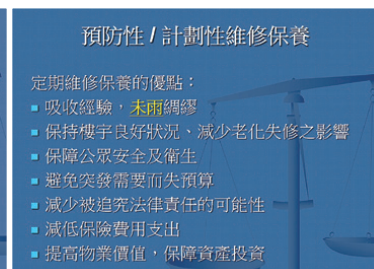 預防性 / 計劃性維修保養
定期維修保養的優點：
▪ 吸收經驗，未雨綢繆
▪ 保持樓宇良好狀況、減少老化失修之影響
▪ 保障公眾安全及衛生
▪ 避免突發需要而失預算
▪ 減少被追究法律責任的可能性
▪ 減低保險費用支出
▪ 提高物業價值，保障資產投資